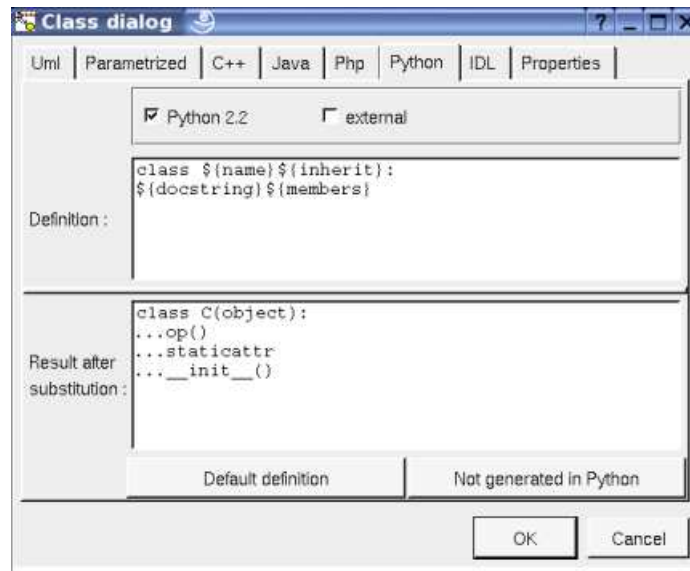 Class dialog
Uml Parametrized C++ Java Php Python IDL Properties
Python 2.2 external
Definition :
class ${name}${inherit}:
${docstring}${members}
Result after
substitution :
class C(object):
...op()
...staticattr
...__init__()
Default definition Not generated in Python
OK Cancel